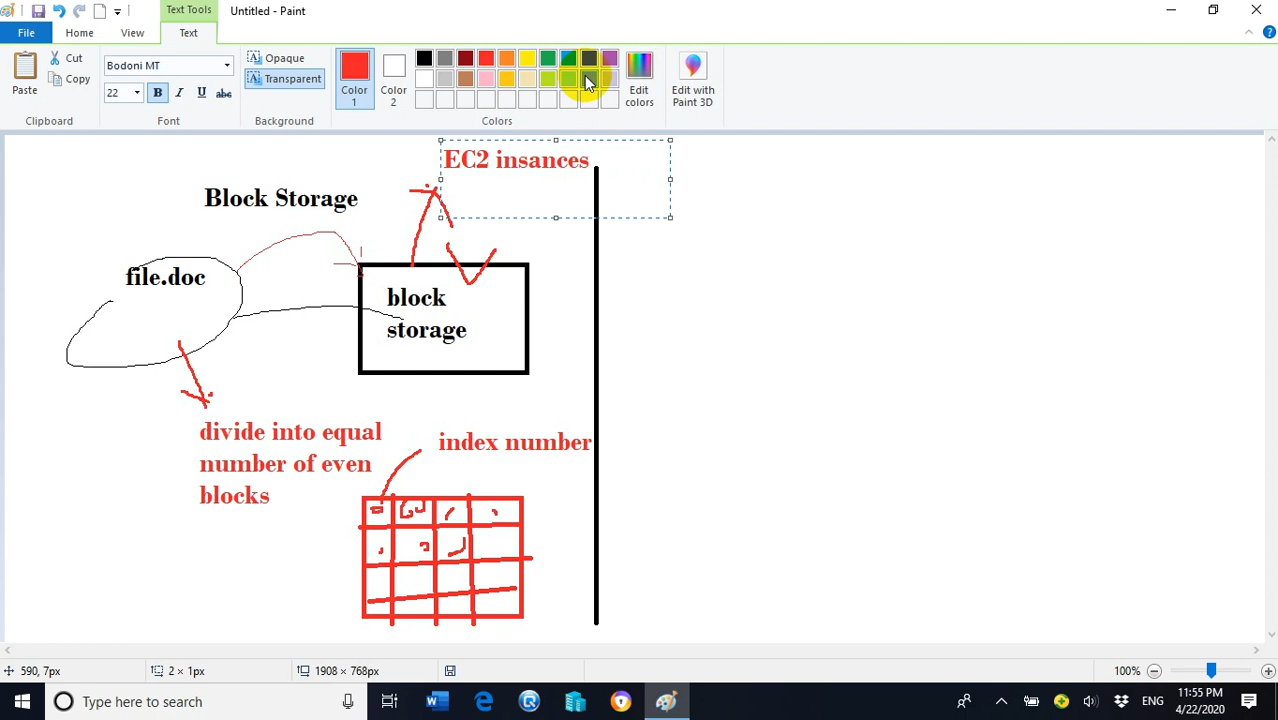 Text Tools
Untitled - Paint
File
Home
View
Text
Paste
Cut
Copy
Clipboard
Bodoni MT
22
B I U abc
Font
Opaque
Transparent
Background
Color 1
Color 2
Edit colors
Colors
Edit with Paint 3D
EC2 insances
Block Storage
file.doc
block
storage
divide into equal
number of even
blocks
index number
590, 7px
2 × 1px
1908 × 768px
100%
Type here to search
ENG
11:55 PM
4/22/2020